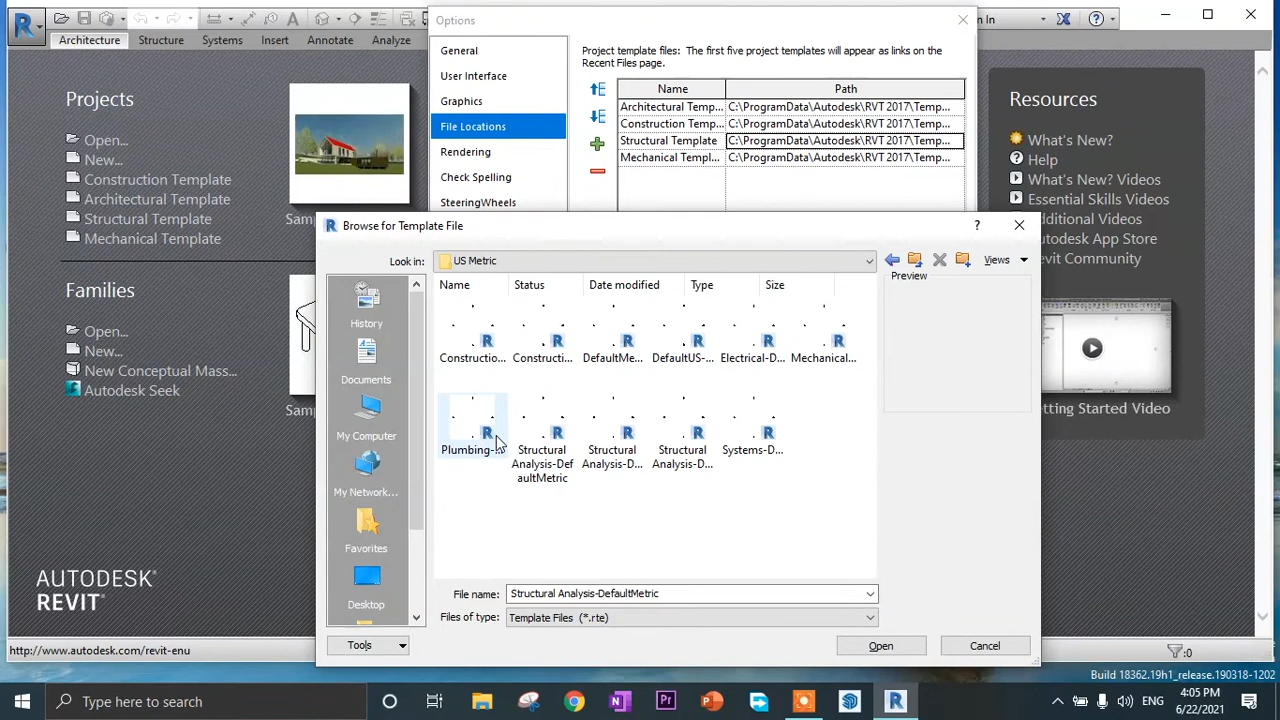 Options
n In
Architecture Structure Systems Insert Annotate Analyze
General
User Interface
Graphics
File Locations
Rendering
Check Spelling
SteeringWheels
Project template files: The first five project templates will appear as links on the
Recent Files page.
Name Path
Architectural Temp... C:\ProgramData\Autodesk\RVT 2017\Temp...
Construction Temp... C:\ProgramData\Autodesk\RVT 2017\Temp...
Structural Template C:\ProgramData\Autodesk\RVT 2017\Temp...
Mechanical Templ... C:\ProgramData\Autodesk\RVT 2017\Temp...
Projects
Open...
New...
Construction Template
Architectural Template
Structural Template
Mechanical Template
Sam
Families
Open...
New...
New Conceptual Mass...
Autodesk Seek
Sam
Resources
What's New?
Help
What's New? Videos
Essential Skills Videos
dditional Videos
utodesk App Store
evit Community
etting Started Video
Browse for Template File
?
Look in: US Metric
Views
Preview
Name Status Date modified Type Size
History
Documents
My Computer
My Network...
Favorites
Desktop
Constructio... Constructi... DefaultMe... DefaultUS-... Electrical-D... Mechanical...
Plumbing-...
Structural
Analysis-Def
aultMetric
Structural
Analysis-D...
Structural
Analysis-D...
Systems-D...
File name: Structural Analysis-DefaultMetric
Files of type: Template Files (*.rte)
Tools
Open
Cancel
AUTODESK®
REVIT®
http://www.autodesk.com/revit-enu
:0
Build 18362.19h1_release.190318-1202
Type here to search
ENG
4:05 PM
6/22/2021